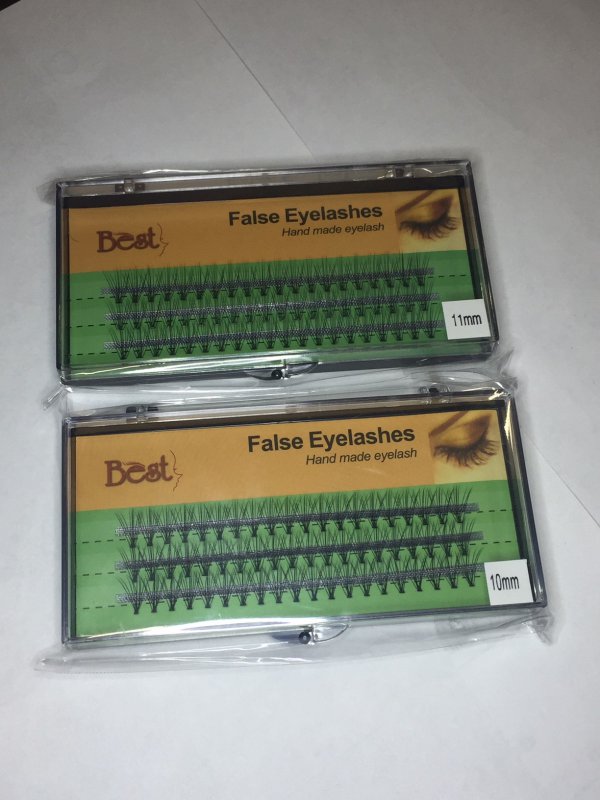 False Eyelashes
Hand made eyelash
Best
11mm
False Eyelashes
Hand made eyelash
Best
10mm